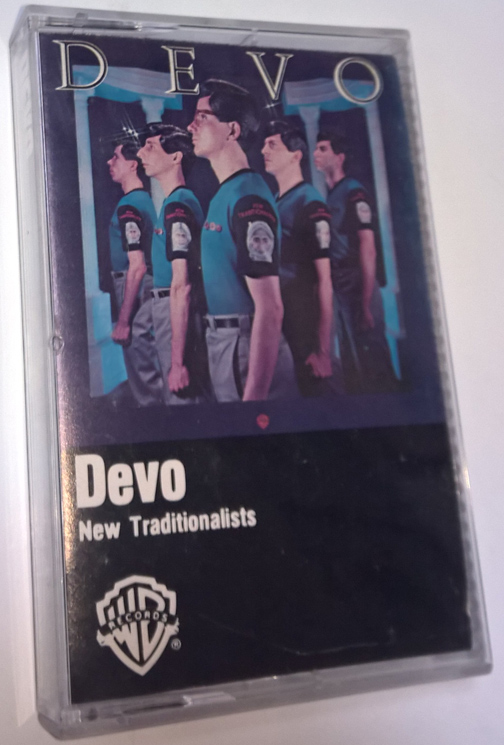 DEVO
Devo
New Traditionalists
WB
RECORDS
®